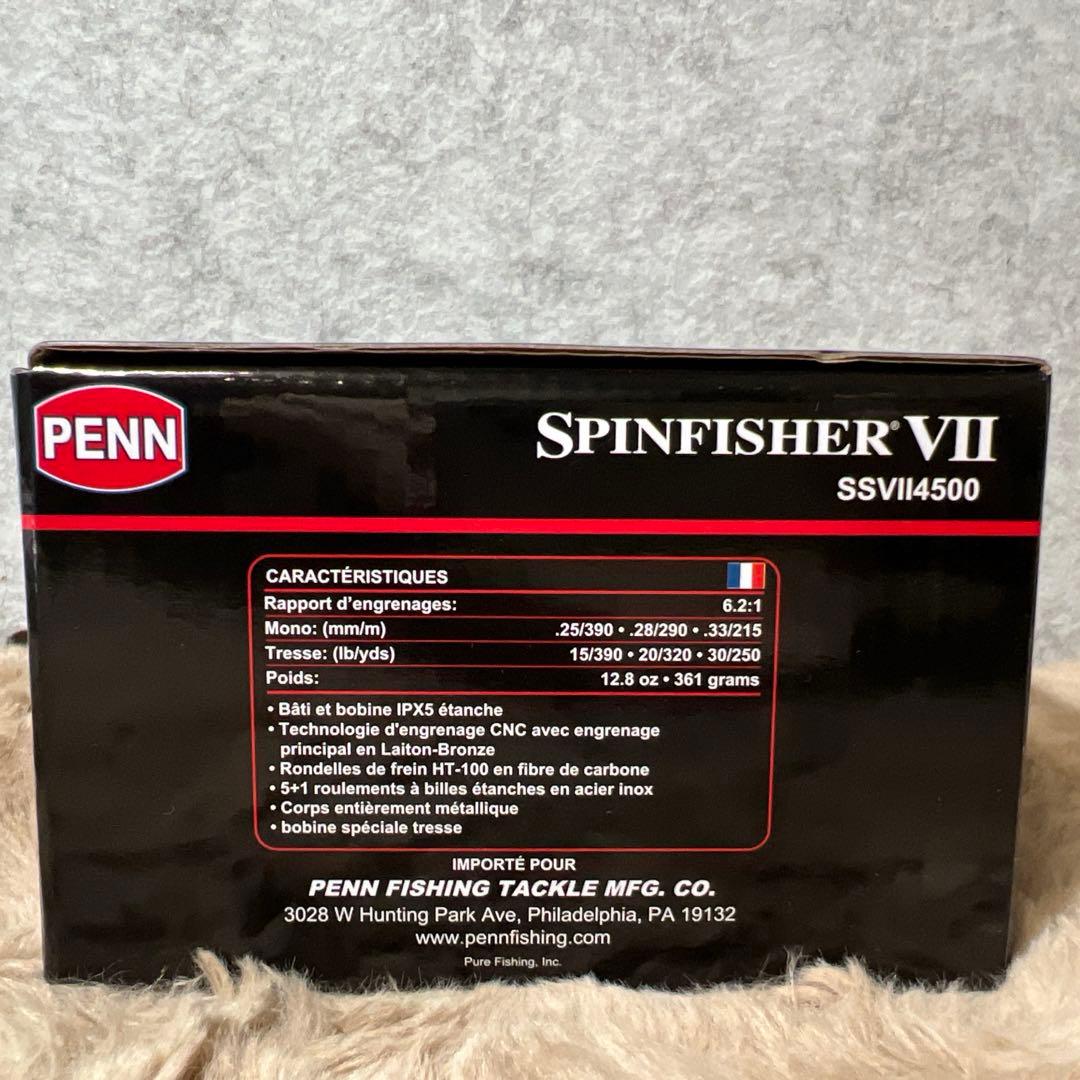 PENN
SPINFISHER® VII
SSVII4500
CARACTÉRISTIQUES
Rapport d'engrenages: 6.2:1
Mono: (mm/m) .25/390 • .28/290 • .33/215
Tresse: (lb/yds) 15/390 • 20/320 • 30/250
Poids: 12.8 oz • 361 grams
• Bâti et bobine IPX5 étanche
• Technologie d'engrenage CNC avec engrenage
principal en Laiton-Bronze
• Rondelles de frein HT-100 en fibre de carbone
• 5+1 roulements à billes étanches en acier inox
• Corps entièrement métallique
• bobine spéciale tresse
IMPORTÉ POUR
PENN FISHING TACKLE MFG. CO.
3028 W Hunting Park Ave, Philadelphia, PA 19132
www.pennfishing.com
Pure Fishing, Inc.